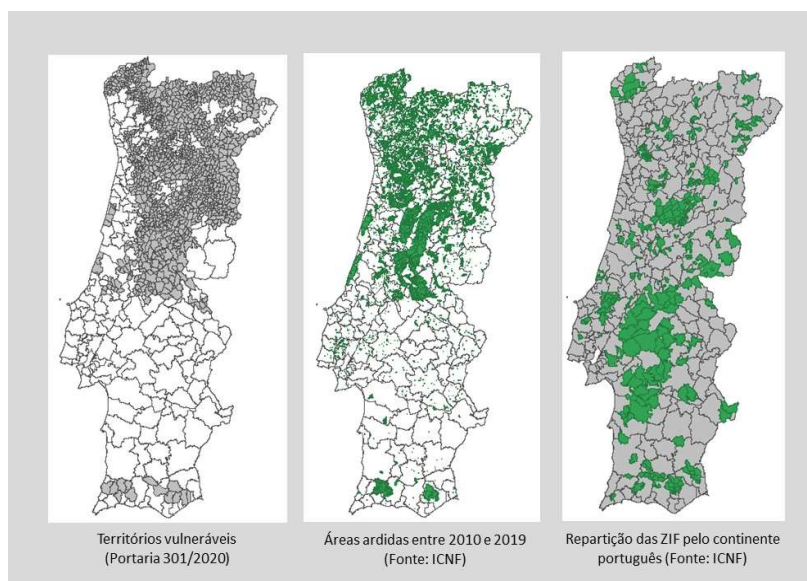 Territórios vulneráveis
(Portaria 301/2020)
Áreas ardidas entre 2010 e 2019
(Fonte: ICNF)
Repartição das ZIF pelo continente
português (Fonte: ICNF)